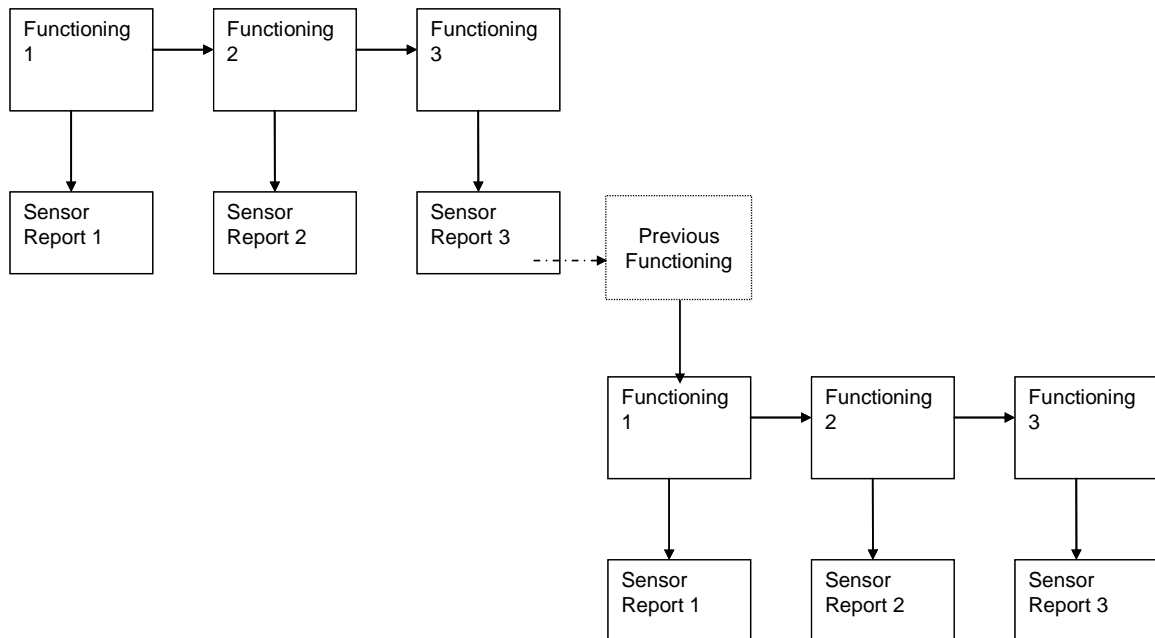 Functioning
1
Functioning
2
Functioning
3
Sensor
Report 1
Sensor
Report 2
Sensor
Report 3
Previous
Functioning
Functioning
1
Functioning
2
Functioning
3
Sensor
Report 1
Sensor
Report 2
Sensor
Report 3